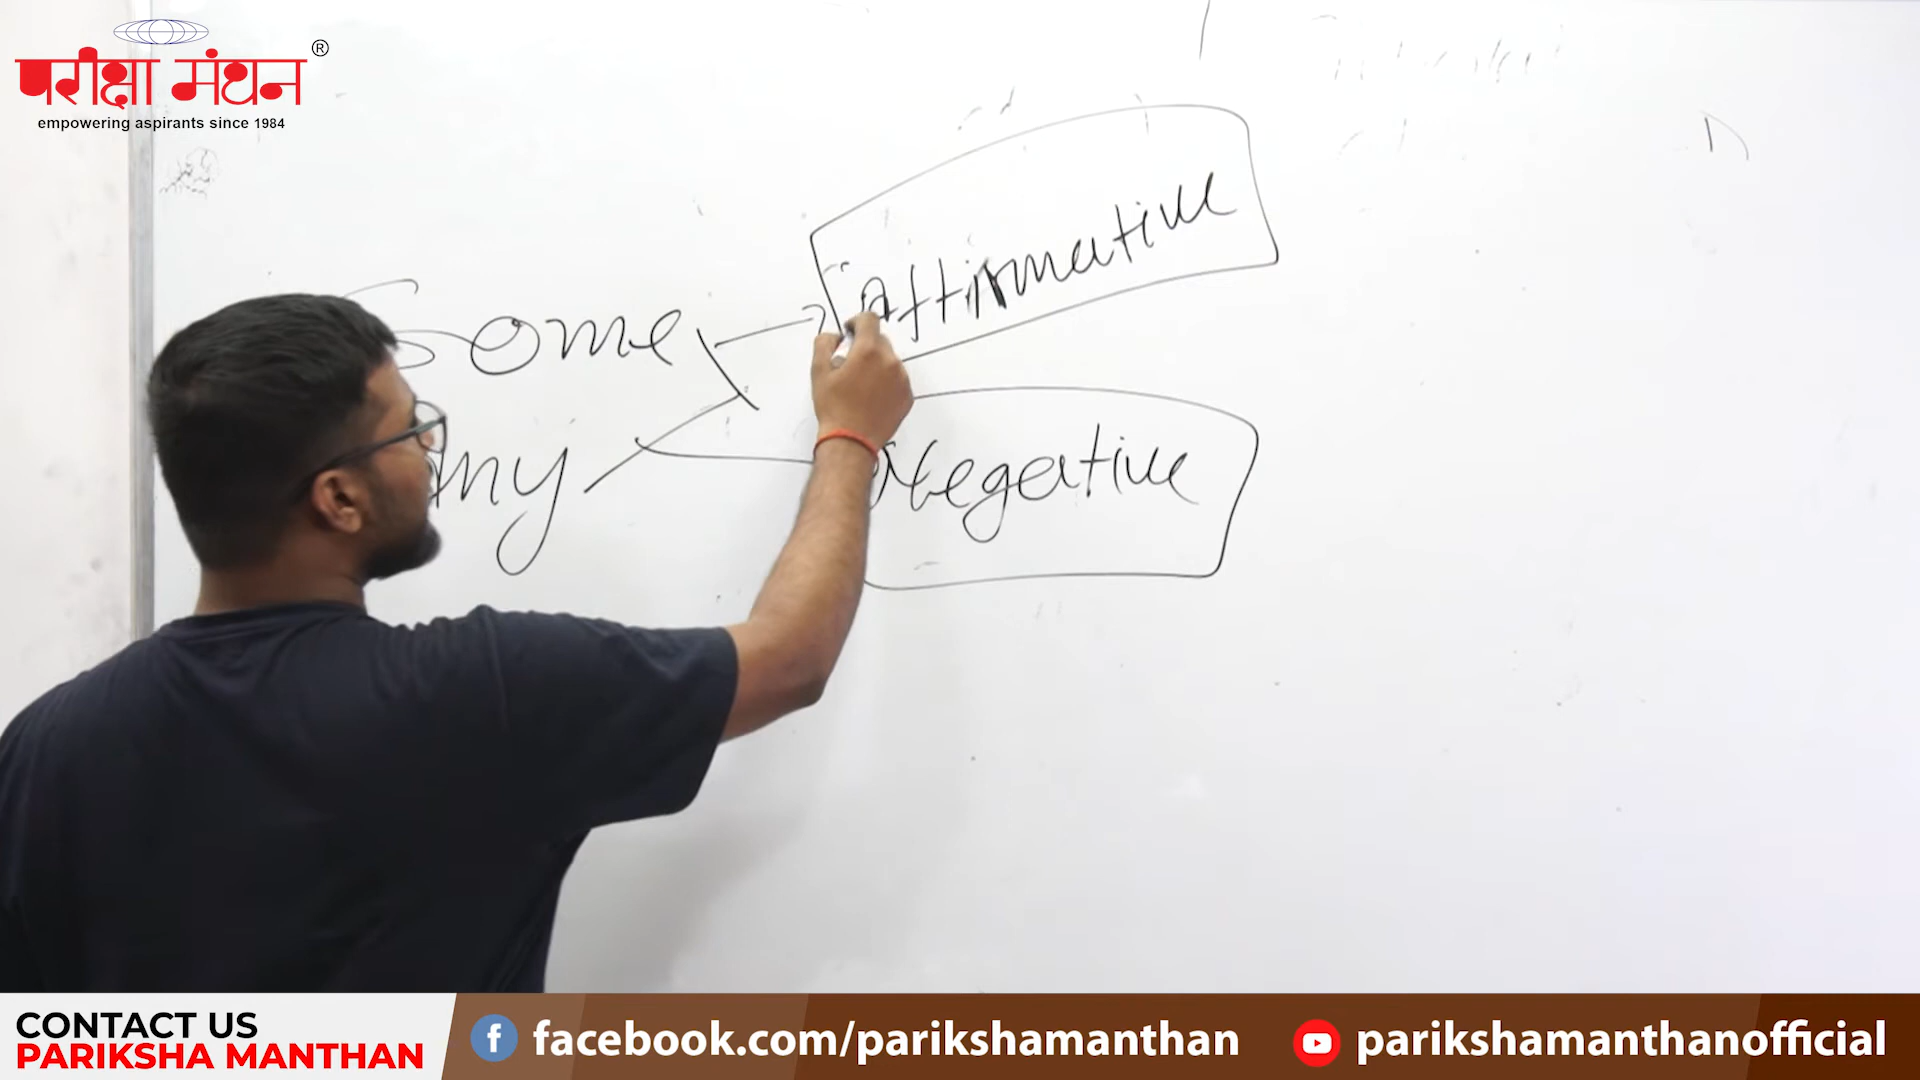 परीक्षा मंथन ®
empowering aspirants since 1984
Some
Affirmative
Any
Negative
CONTACT US
PARIKSHA MANTHAN
facebook.com/parikshamanthan
parikshamanthanofficial